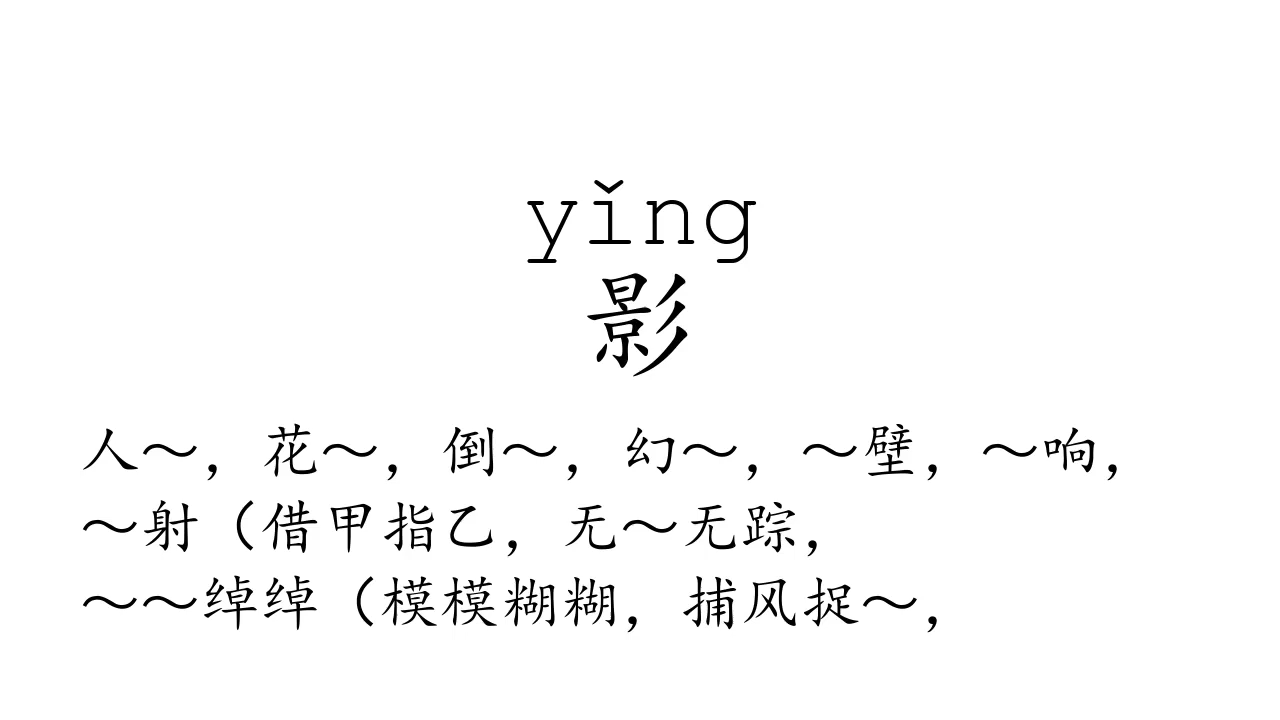 yǐng
影
人～，花～，倒～，幻～，～壁，～响，
～射（借甲指乙，无～无踪，
～～绰绰（模模糊糊，捕风捉～，